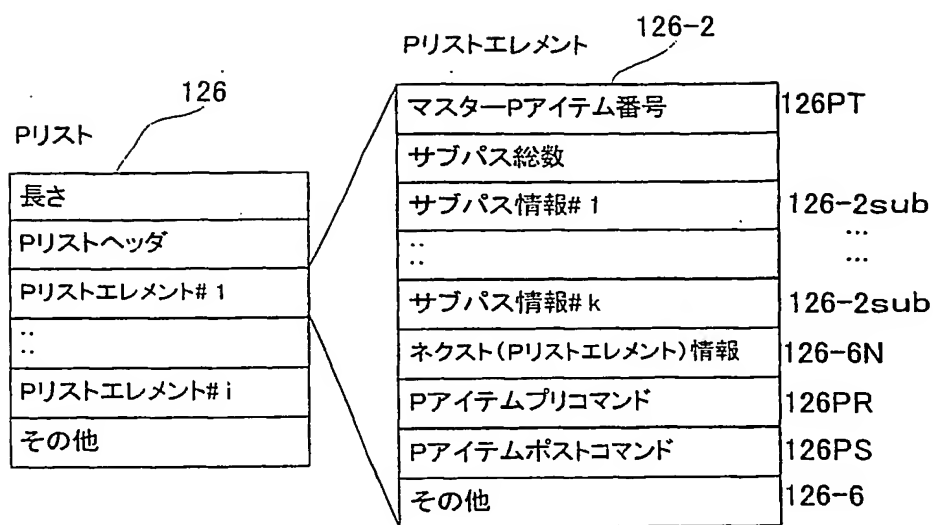 126
Pリスト
長さ
Pリストヘッダ
Pリストエレメント#1
::
Pリストエレメント#i
その他
Pリストエレメント
126-2
マスターPアイテム番号 126PT
サブパス総数
サブパス情報#1 126-2sub
:: …
…
サブパス情報#k 126-2sub
ネクスト(Pリストエレメント)情報 126-6N
Pアイテムプリコマンド 126PR
Pアイテムポストコマンド 126PS
その他 126-6